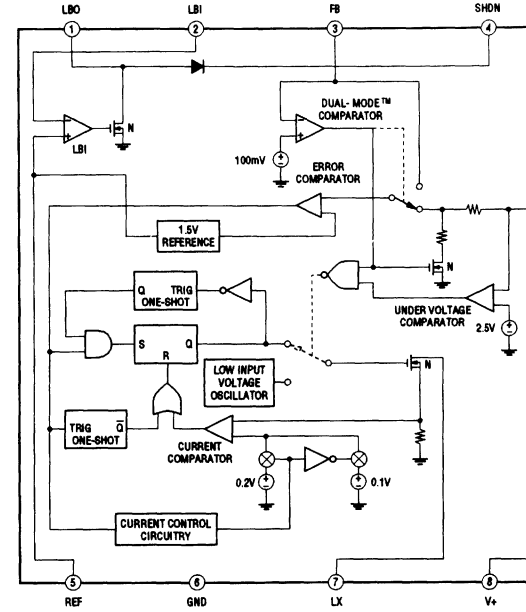 LBO LBI FB SHDN
1 2 3 4
DUAL- MODE™
COMPARATOR
− +
N
LBI
− +
100mV
+ −
ERROR
COMPARATOR
1.5V
REFERENCE
N
Q TRIG
ONE-SHOT
UNDER VOLTAGE
COMPARATOR
2.5V
+ −
S Q
R
N
LOW INPUT
VOLTAGE
OSCILLATOR
TRIG Q̅
ONE-SHOT
CURRENT
COMPARATOR
0.2V
+ −
0.1V
+ −
CURRENT CONTROL
CIRCUITRY
5 6 7 8
REF GND LX V+